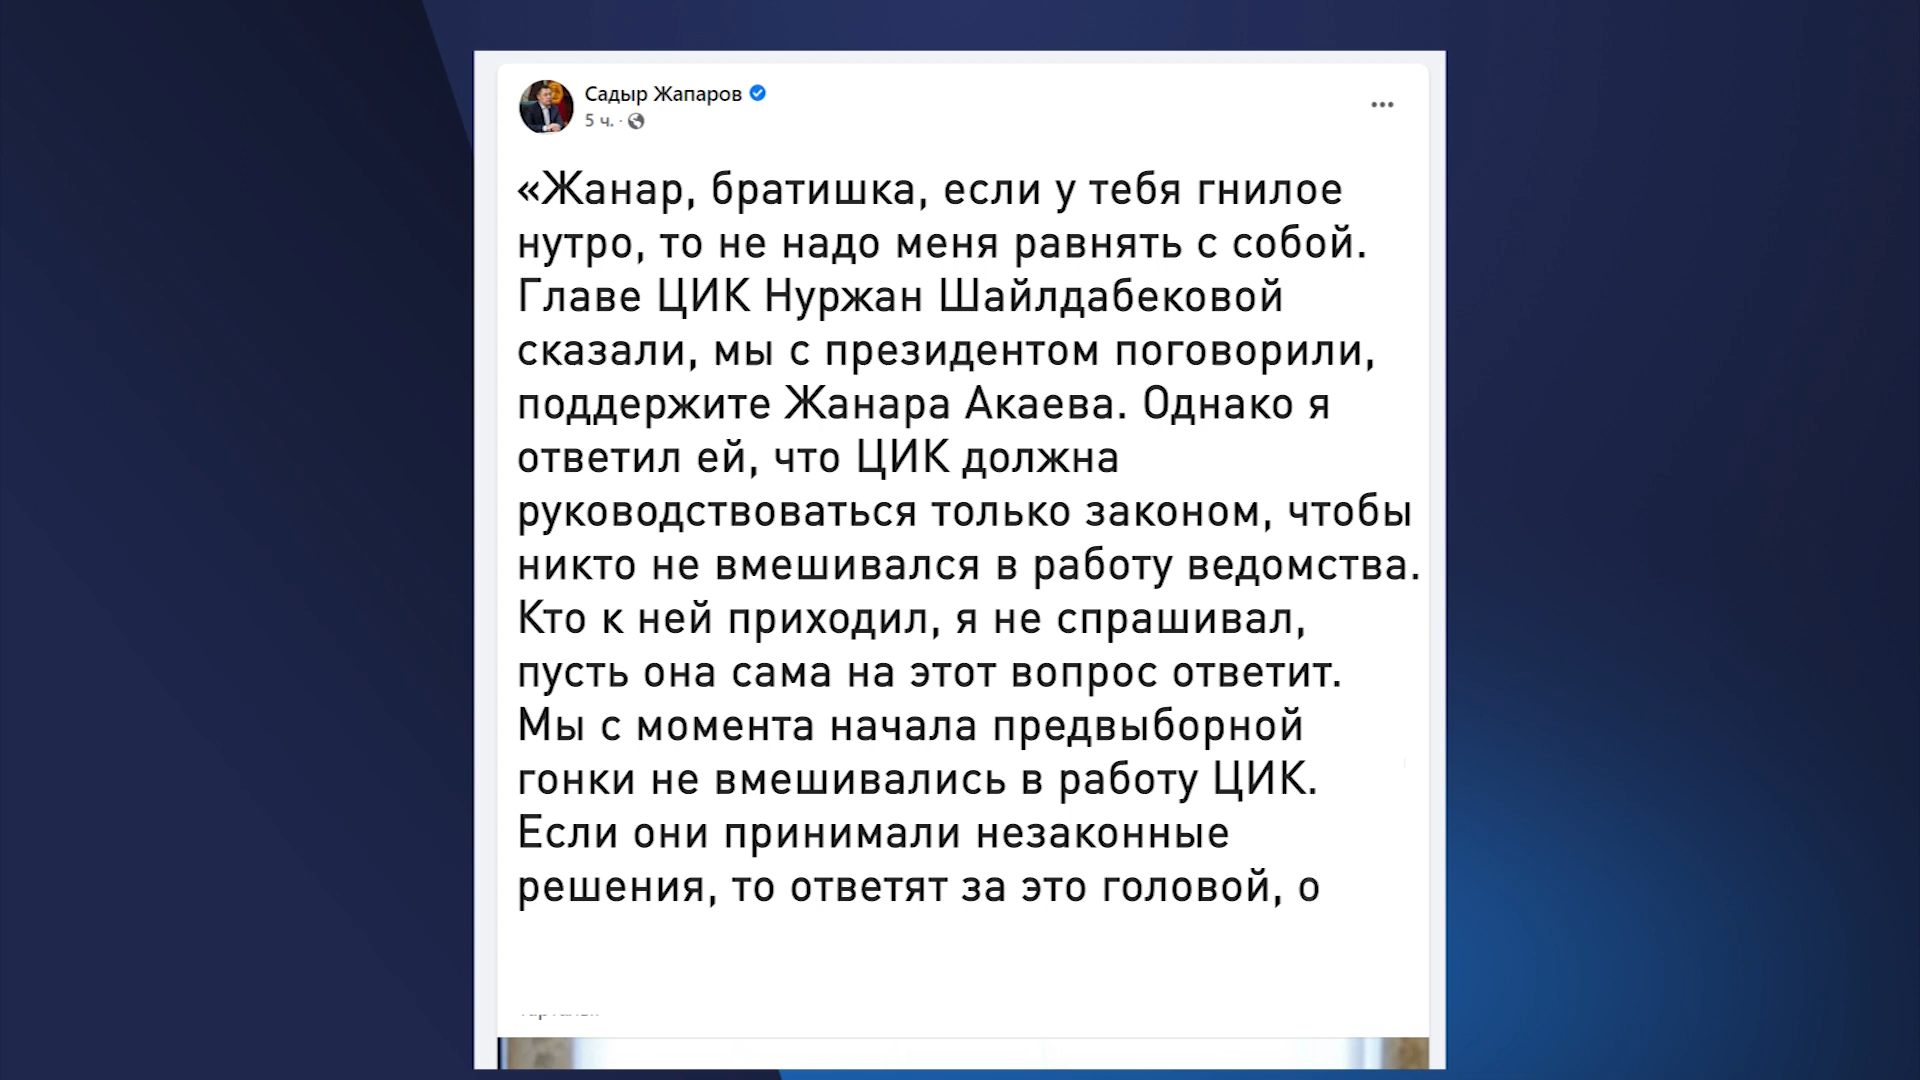 Садыр Жапаров
5 ч. ·
«Жанар, братишка, если у тебя гнилое
нутро, то не надо меня равнять с собой.
Главе ЦИК Нуржан Шайлдабековой
сказали, мы с президентом поговорили,
поддержите Жанара Акаева. Однако я
ответил ей, что ЦИК должна
руководствоваться только законом, чтобы
никто не вмешивался в работу ведомства.
Кто к ней приходил, я не спрашивал,
пусть она сама на этот вопрос ответит.
Мы с момента начала предвыборной
гонки не вмешивались в работу ЦИК.
Если они принимали незаконные
решения, то ответят за это головой, о